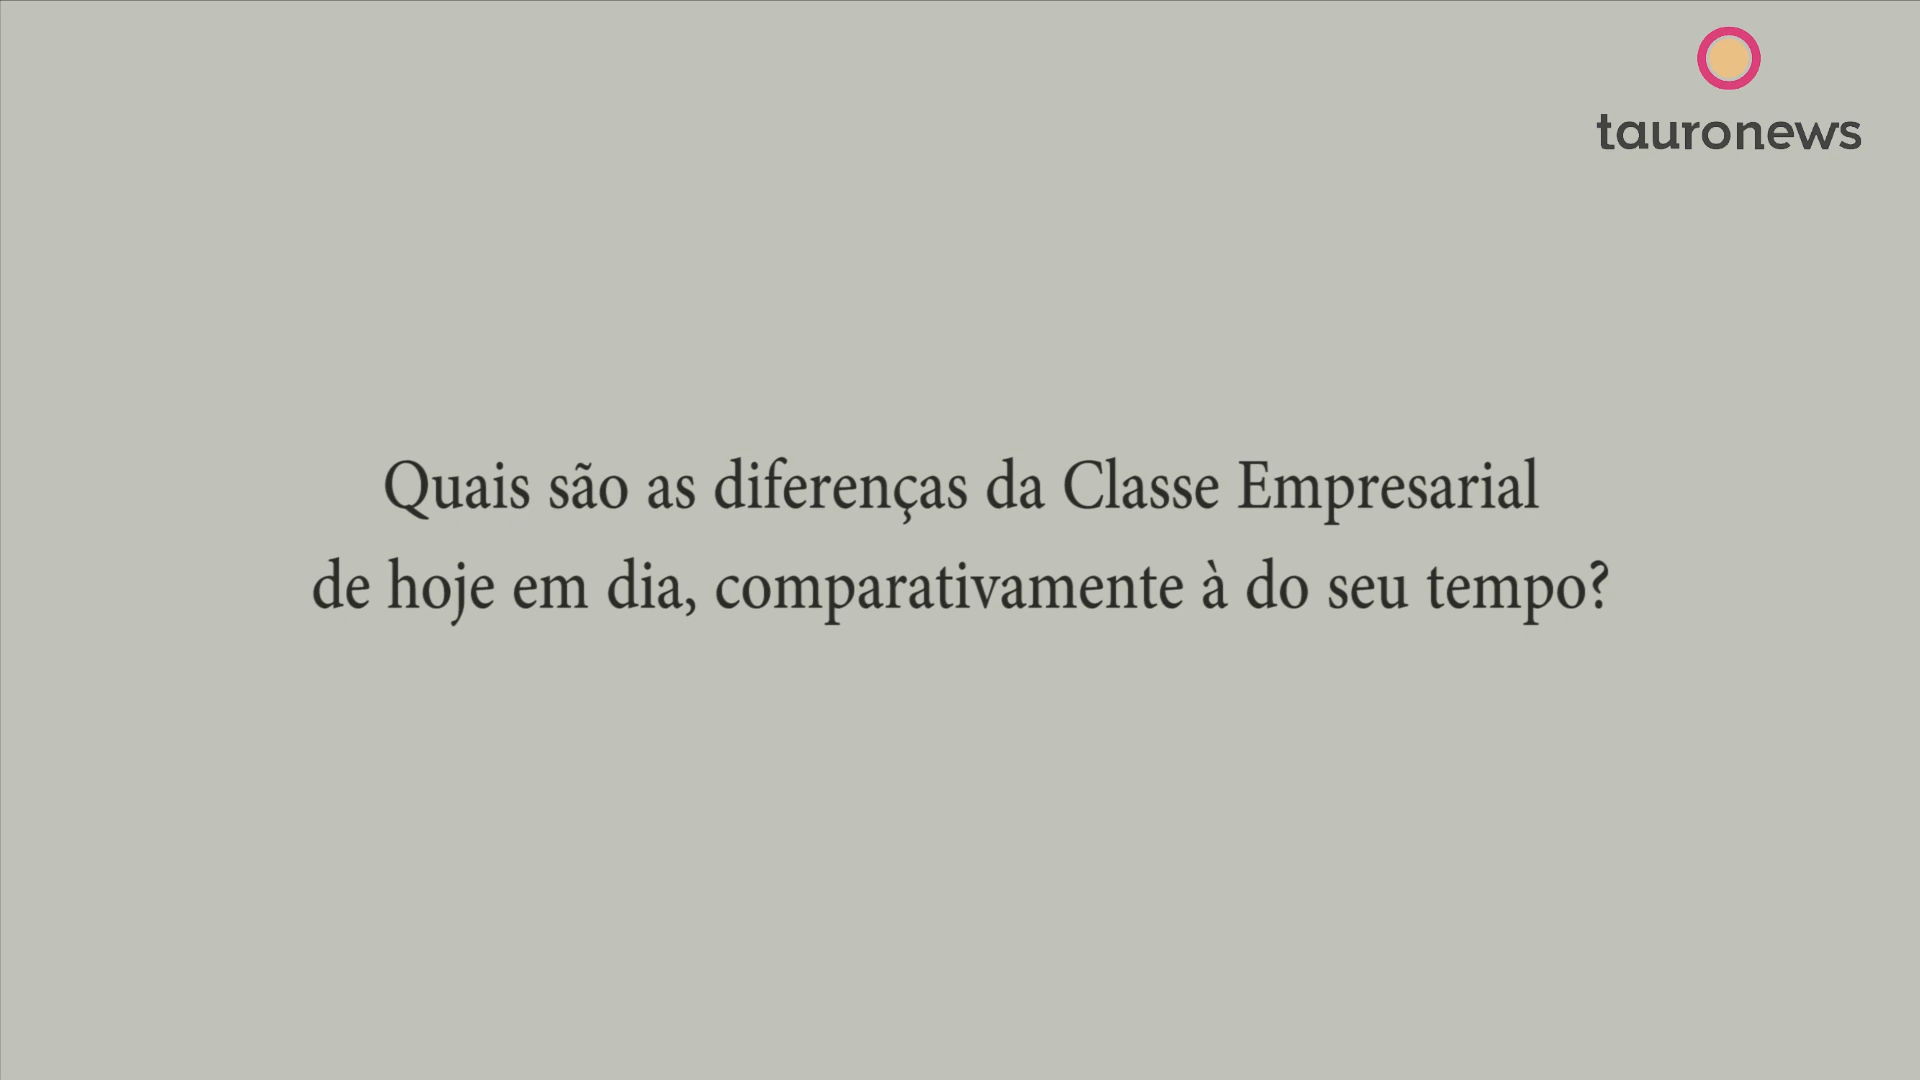 tauronews
Quais são as diferenças da Classe Empresarial
de hoje em dia, comparativamente à do seu tempo?